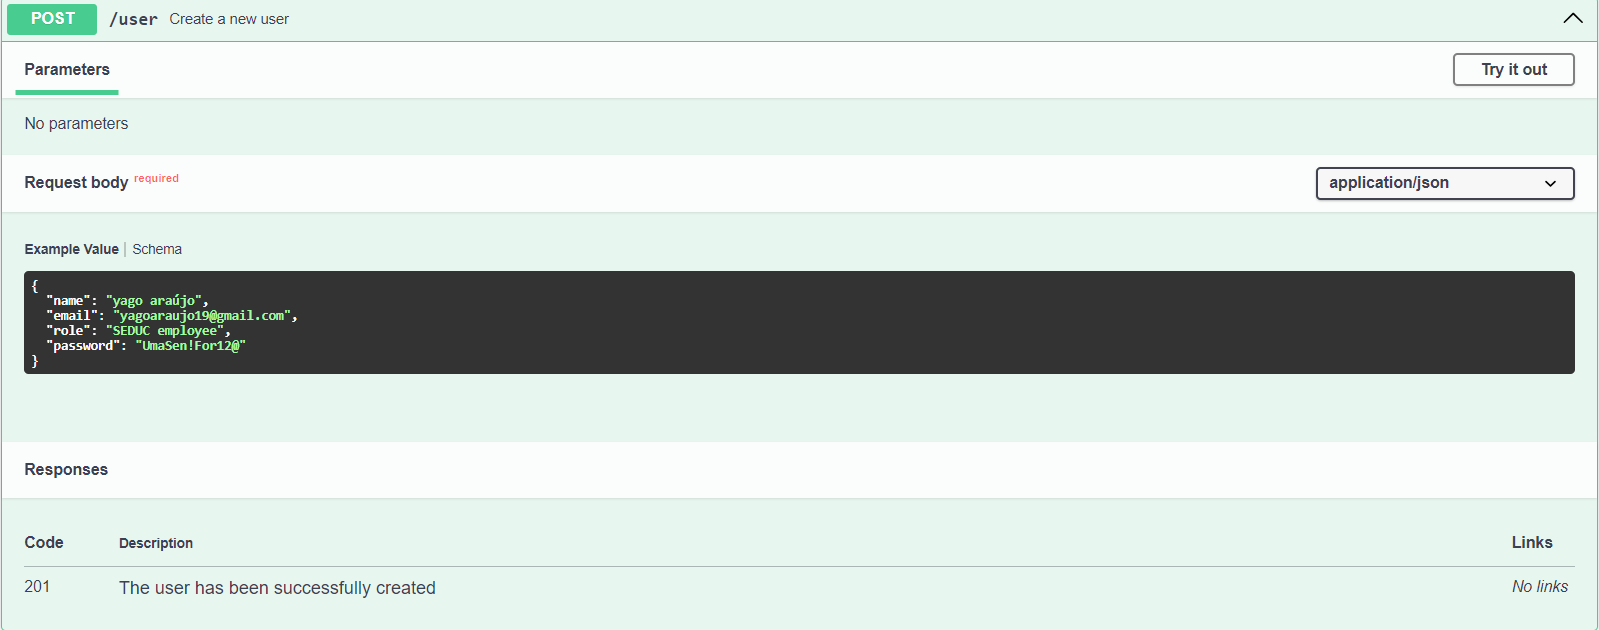 POST /user Create a new user
Parameters
Try it out
No parameters
Request body required
application/json
Example Value | Schema
{
  "name": "yago araújo",
  "email": "yagoaraujo19@gmail.com",
  "role": "SEDUC employee",
  "password": "UmaSen!For12@"
}
Responses
Code Description Links
201 The user has been successfully created No links